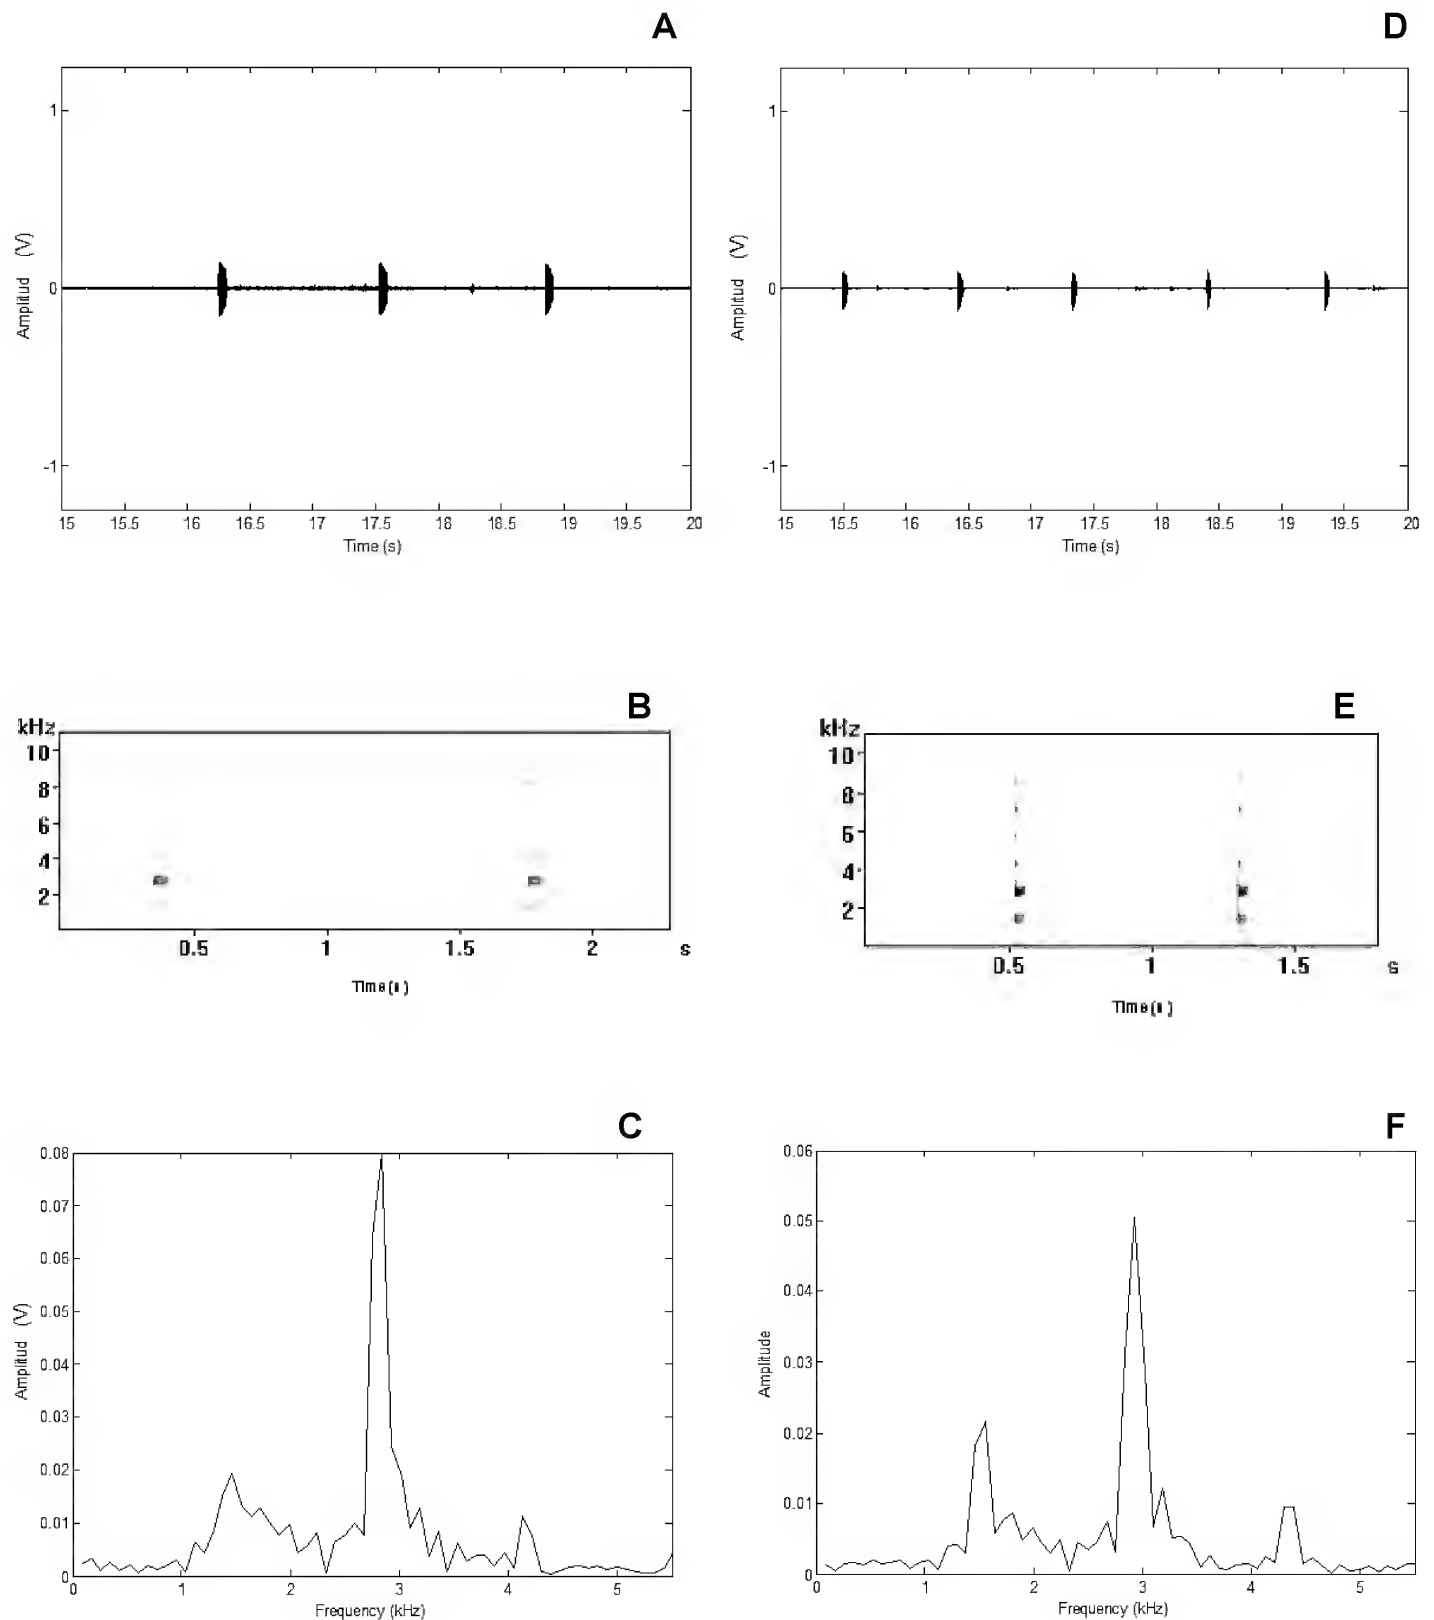 A
1
0
-1
Amplitud (V)
15 15.5 16 16.5 17 17.5 18 18.5 19 19.5 20
Time (s)
D
1
0
-1
Amplitud (V)
15 15.5 16 16.5 17 17.5 18 18.5 19 19.5 20
Time (s)
B
kHz
10
8
6
4
2
0.5 1 1.5 2 s
Time (s)
E
kHz
10
8
6
4
2
0.5 1 1.5 s
Time (s)
C
0.08
0.07
0.06
0.05
0.04
0.03
0.02
0.01
0
Amplitud (V)
0 1 2 3 4 5
Frequency (kHz)
F
0.06
0.05
0.04
0.03
0.02
0.01
0
Amplitude
0 1 2 3 4 5
Frequency (kHz)